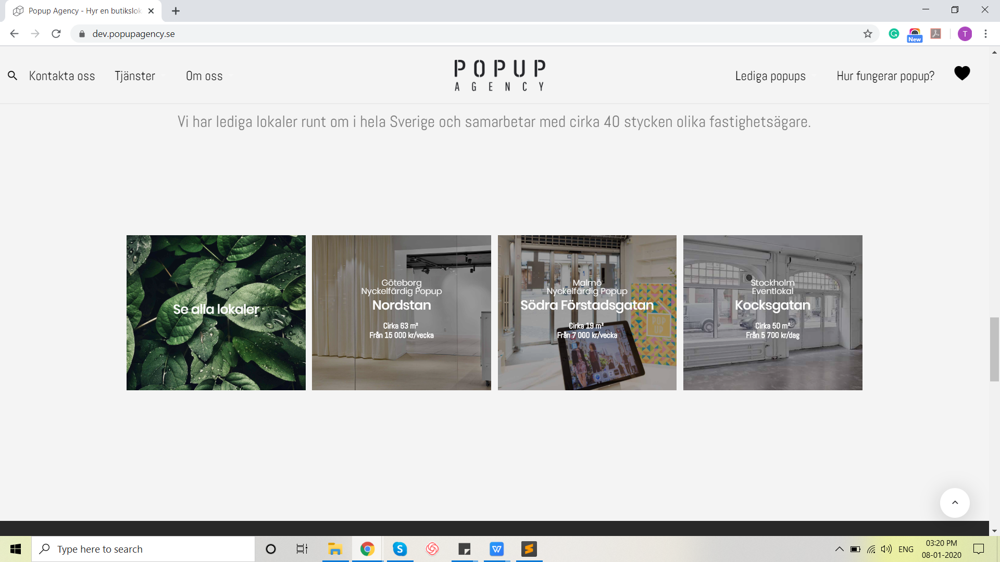 Popup Agency - Hyr en butikslok
dev.popupagency.se
New
T
Kontakta oss
Tjänster
Om oss
POPUP
AGENCY
Lediga popups
Hur fungerar popup?
Vi har lediga lokaler runt om i hela Sverige och samarbetar med cirka 40 stycken olika fastighetsägare.
Se alla lokaler
Göteborg
Nyckelfärdig Popup
Nordstan
Cirka 63 m²
Från 15 000 kr/vecka
Malmö
Nyckelfärdig Popup
Södra Förstadsgatan
Cirka 19 m²
Från 7 000 kr/vecka
POP
UP
Stockholm
Eventlokal
Kocksgatan
Cirka 50 m²
Från 5 700 kr/dag
Type here to search
ENG
03:20 PM
08-01-2020